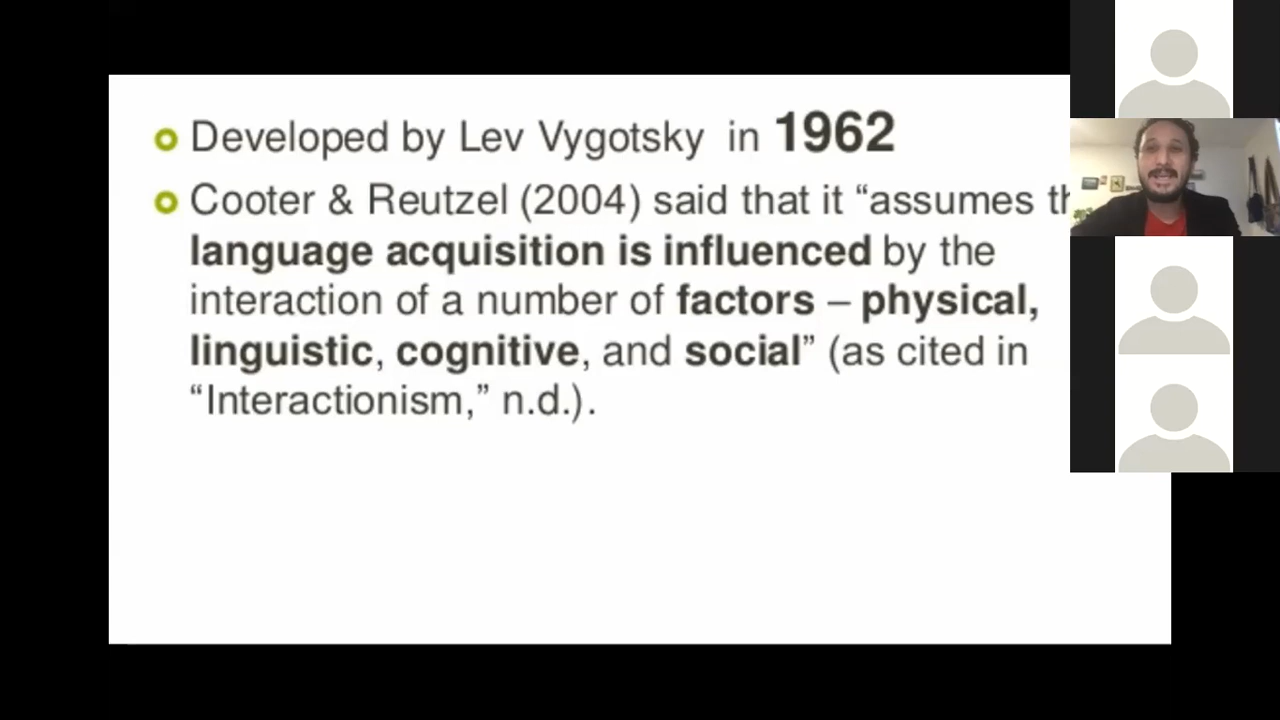 Developed by Lev Vygotsky in 1962
Cooter & Reutzel (2004) said that it “assumes
language acquisition is influenced by the
interaction of a number of factors – physical,
linguistic, cognitive, and social” (as cited in
“Interactionism,” n.d.).